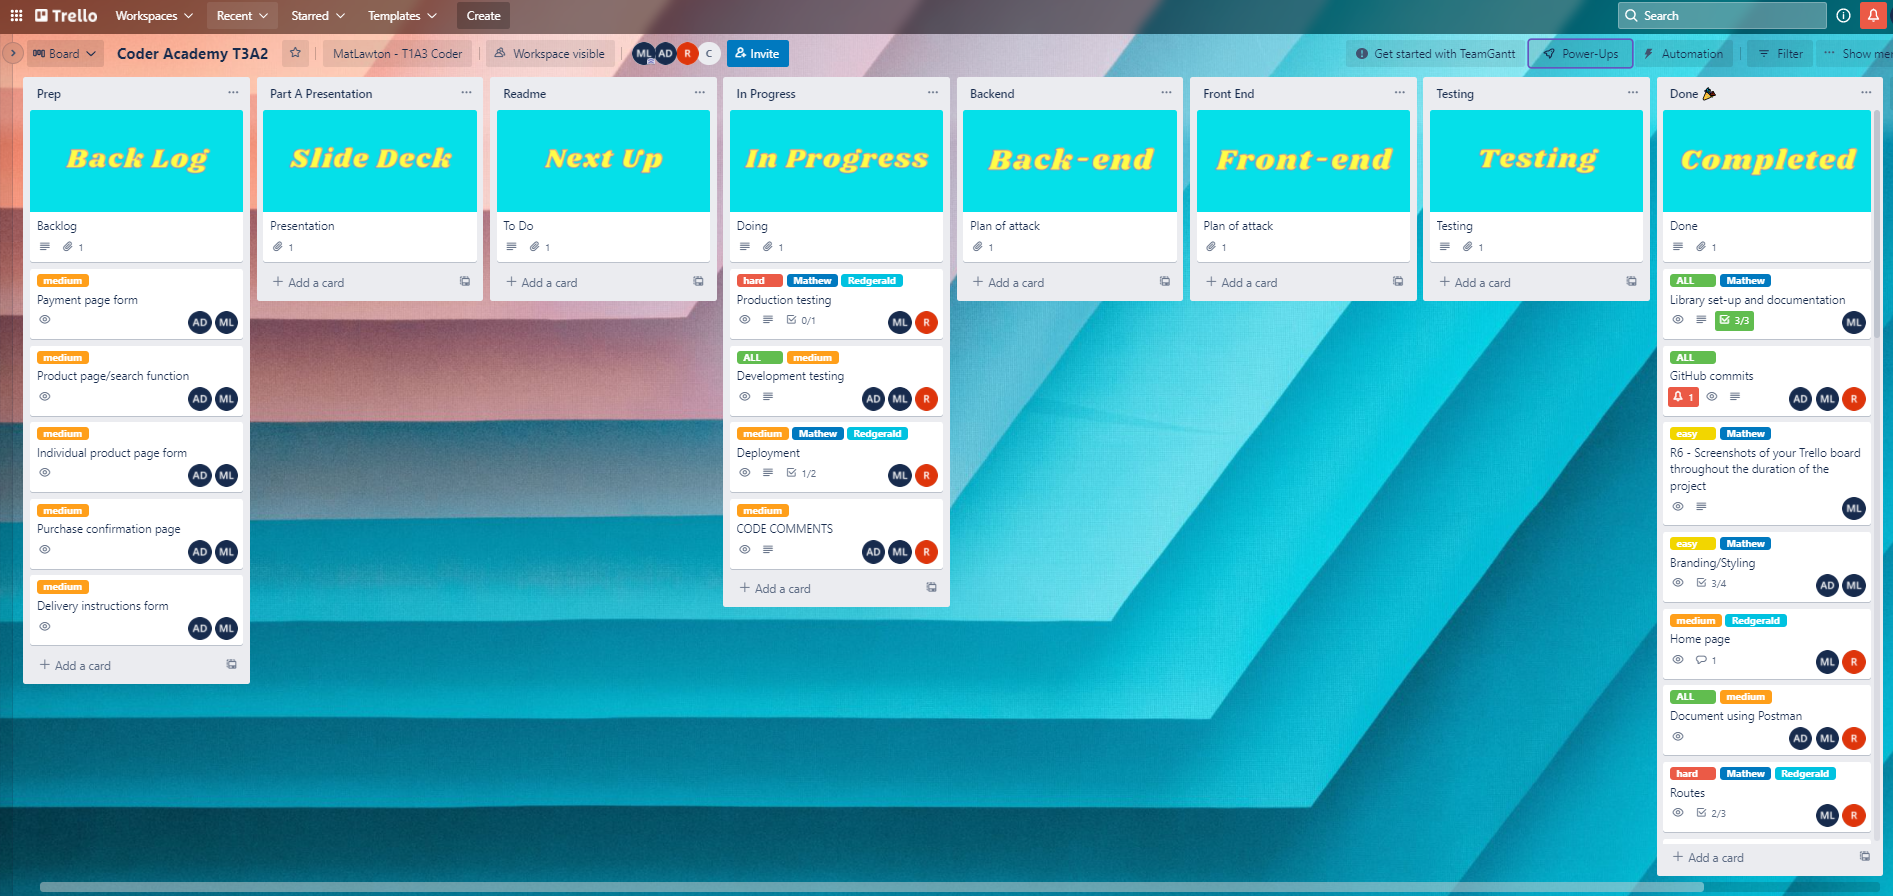 Trello
Workspaces
Recent
Starred
Templates
Create
Search
Board
Coder Academy T3A2
MatLawton - T1A3 Coder
Workspace visible
ML
AD
R
C
Invite
Get started with TeamGantt
Power-Ups
Automation
Filter
Show me
Prep
Back Log
Backlog
1
medium
Payment page form
AD ML
medium
Product page/search function
AD ML
medium
Individual product page form
AD ML
medium
Purchase confirmation page
AD ML
medium
Delivery instructions form
AD ML
+ Add a card
Part A Presentation
Slide Deck
Presentation
1
+ Add a card
Readme
Next Up
To Do
1
+ Add a card
In Progress
In Progress
Doing
1
hard Mathew Redgerald
Production testing
0/1 ML R
ALL medium
Development testing
AD ML R
medium Mathew Redgerald
Deployment
1/2 ML R
medium
CODE COMMENTS
AD ML R
+ Add a card
Backend
Back-end
Plan of attack
1
+ Add a card
Front End
Front-end
Plan of attack
1
+ Add a card
Testing
Testing
Testing
1
+ Add a card
Done 🎉
Completed
Done
1
ALL Mathew
Library set-up and documentation
3/3 ML
ALL
GitHub commits
1 AD ML R
easy Mathew
R6 - Screenshots of your Trello board
throughout the duration of the
project
ML
easy Mathew
Branding/Styling
3/4 AD ML
medium Redgerald
Home page
1 ML R
ALL medium
Document using Postman
AD ML R
hard Mathew Redgerald
Routes
2/3 ML R
+ Add a card